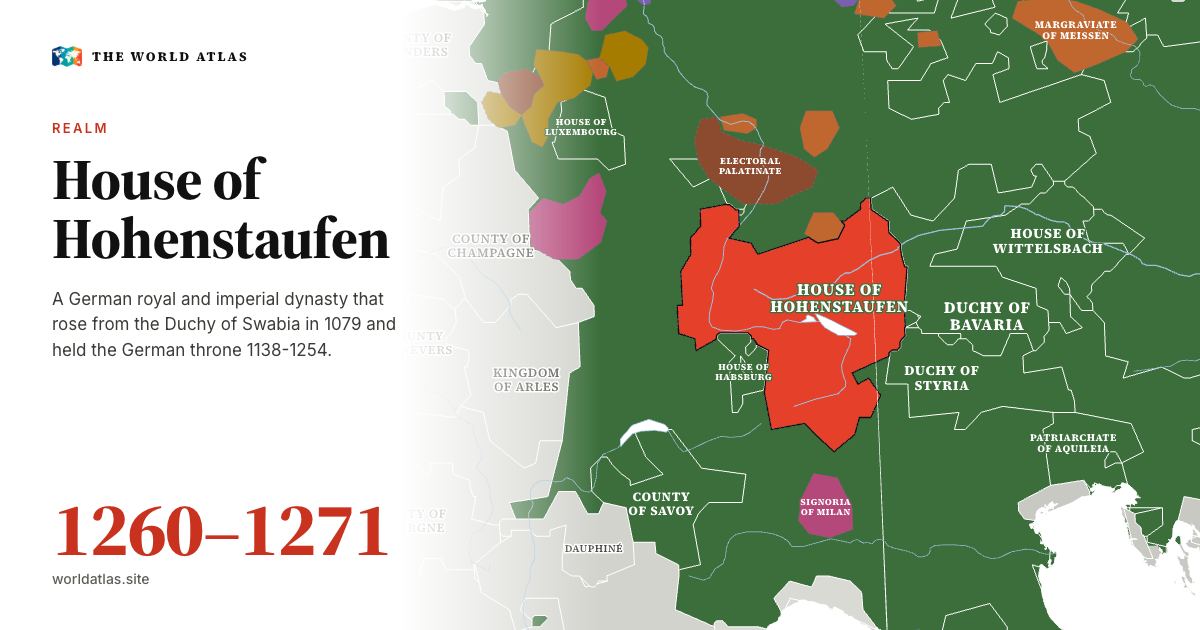 THE WORLD ATLAS
REALM
House of
Hohenstaufen
A German royal and imperial dynasty that
rose from the Duchy of Swabia in 1079 and
held the German throne 1138-1254.
1260–1271
worldatlas.site
MARGRAVIATE
OF MEISSEN
HOUSE OF
LUXEMBOURG
ELECTORAL
PALATINATE
COUNTY OF
CHAMPAGNE
HOUSE OF
WITTELSBACH
HOUSE OF
HOHENSTAUFEN
DUCHY OF
BAVARIA
KINGDOM
OF ARLES
HOUSE OF
HABSBURG
DUCHY OF
STYRIA
PATRIARCHATE
OF AQUILEIA
COUNTY
OF SAVOY
SIGNORIA
OF MILAN
DAUPHINÉ